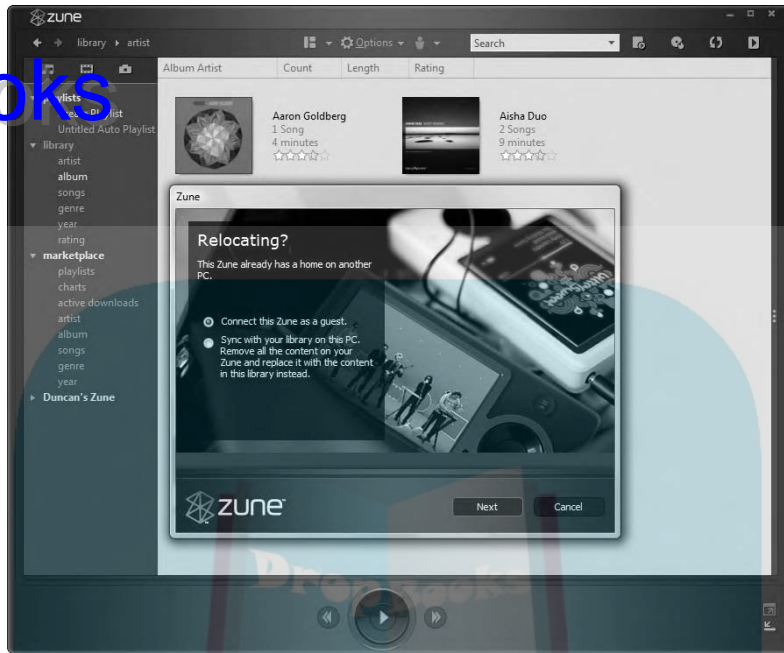 zune
library ▸ artist
Options
Search
Album Artist Count Length Rating
oks
playlists
Untitled Auto Playlist
library
artist
album
songs
genre
year
rating
marketplace
playlists
charts
active downloads
artist
album
songs
genre
year
Duncan's Zune
Aaron Goldberg
1 Song
4 minutes
Aisha Duo
2 Songs
9 minutes
Zune
Relocating?
This Zune already has a home on another
PC.
Connect this Zune as a guest.
Sync with your library on this PC.
Remove all the content on your
Zune and replace it with the content
in this library instead.
zune
Next Cancel
DropBooks